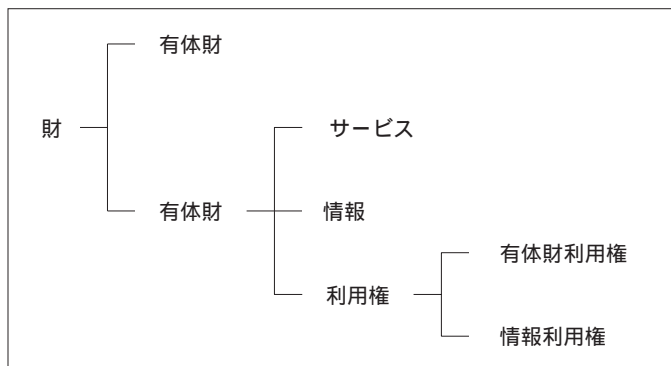 有体財
財
サービス
有体財
情報
有体財利用権
利用権
情報利用権